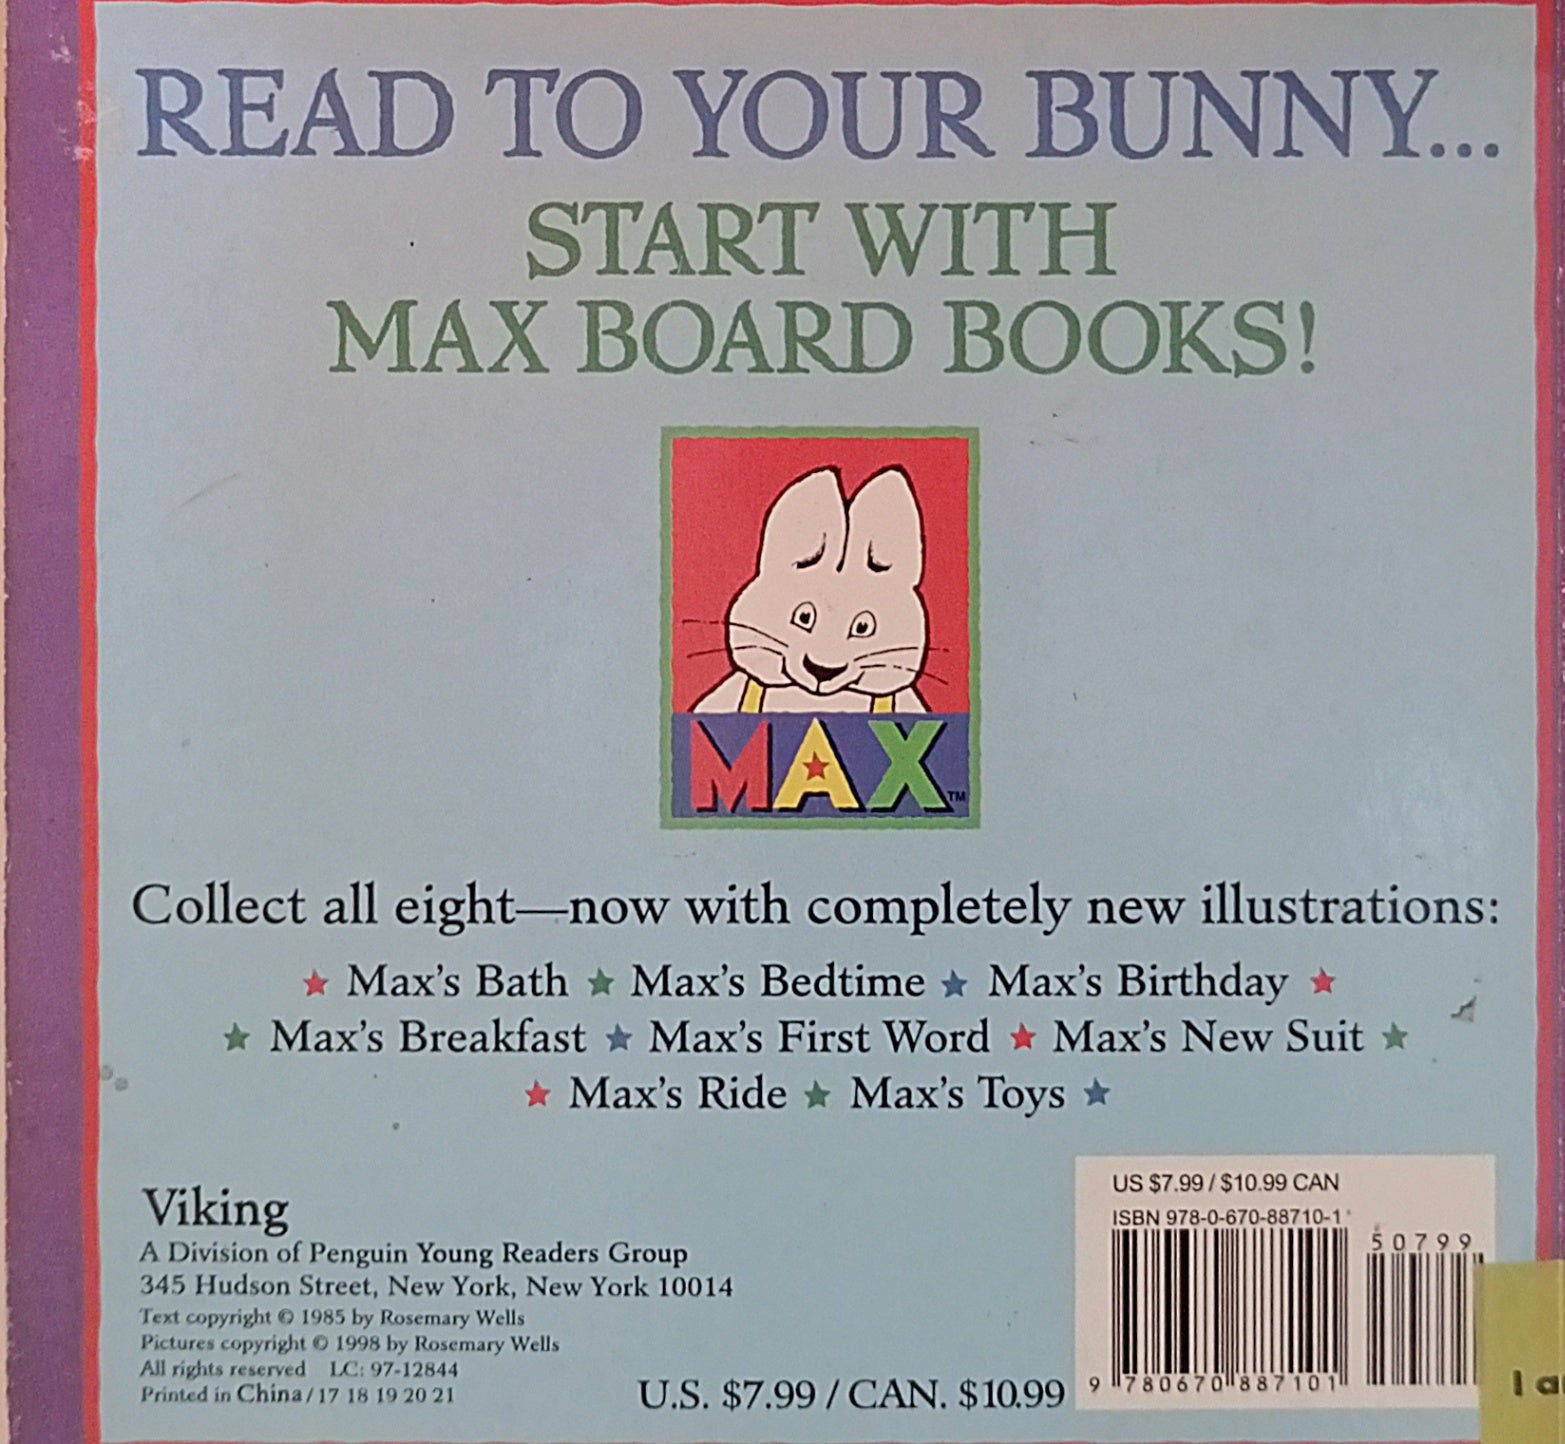 READ TO YOUR BUNNY...
START WITH
MAX BOARD BOOKS!
MAX™
Collect all eight—now with completely new illustrations:
★ Max's Bath ★ Max's Bedtime ★ Max's Birthday ★
★ Max's Breakfast ★ Max's First Word ★ Max's New Suit ★
★ Max's Ride ★ Max's Toys ★
Viking
A Division of Penguin Young Readers Group
345 Hudson Street, New York, New York 10014
Text copyright © 1985 by Rosemary Wells
Pictures copyright © 1998 by Rosemary Wells
All rights reserved LC: 97-12844
Printed in China/17 18 19 20 21
U.S. $7.99 / CAN. $10.99
US $7.99 / $10.99 CAN
ISBN 978-0-670-88710-1
50799
9 780670 887101
I a